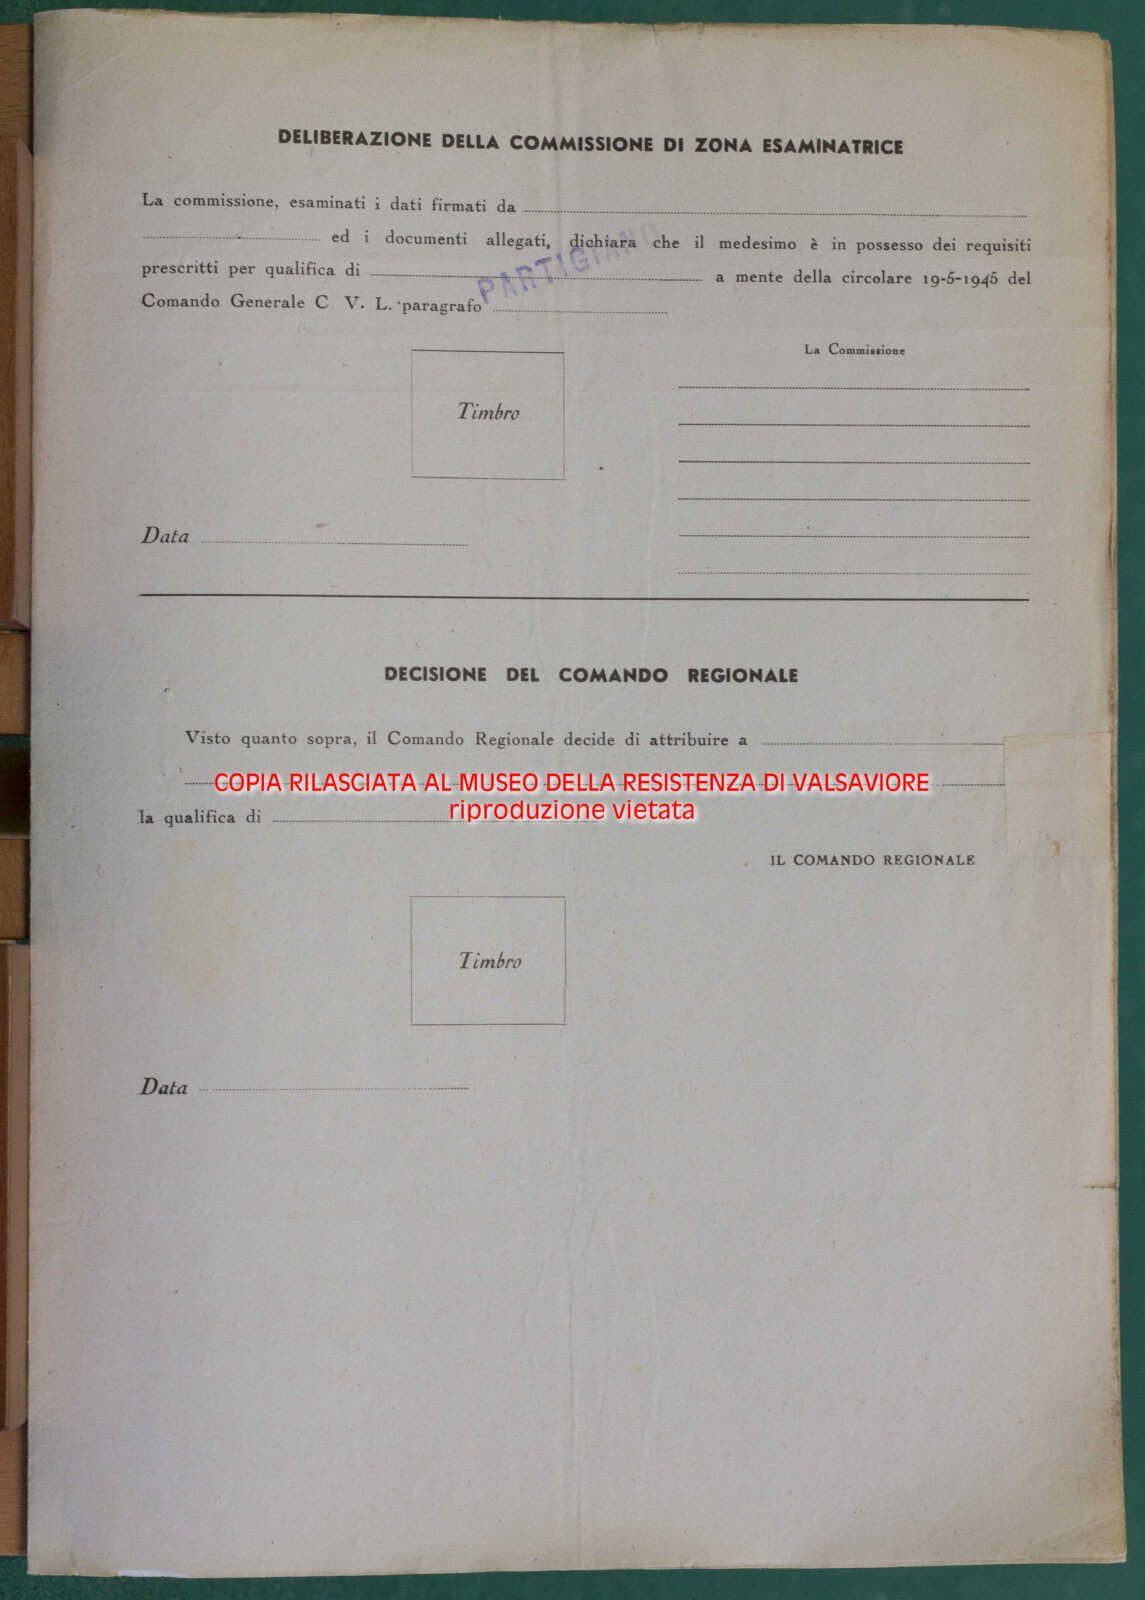 DELIBERAZIONE DELLA COMMISSIONE DI ZONA ESAMINATRICE
La commissione, esaminati i dati firmati da
ed i documenti allegati, dichiara che il medesimo è in possesso dei requisiti
prescritti per qualifica di PARTIGIANO a mente della circolare 19-5-1945 del
Comando Generale C. V. L. paragrafo
La Commissione
Timbro
Data
DECISIONE DEL COMANDO REGIONALE
Visto quanto sopra, il Comando Regionale decide di attribuire a
COPIA RILASCIATA AL MUSEO DELLA RESISTENZA DI VALSAVIORE
riproduzione vietata
la qualifica di
IL COMANDO REGIONALE
Timbro
Data